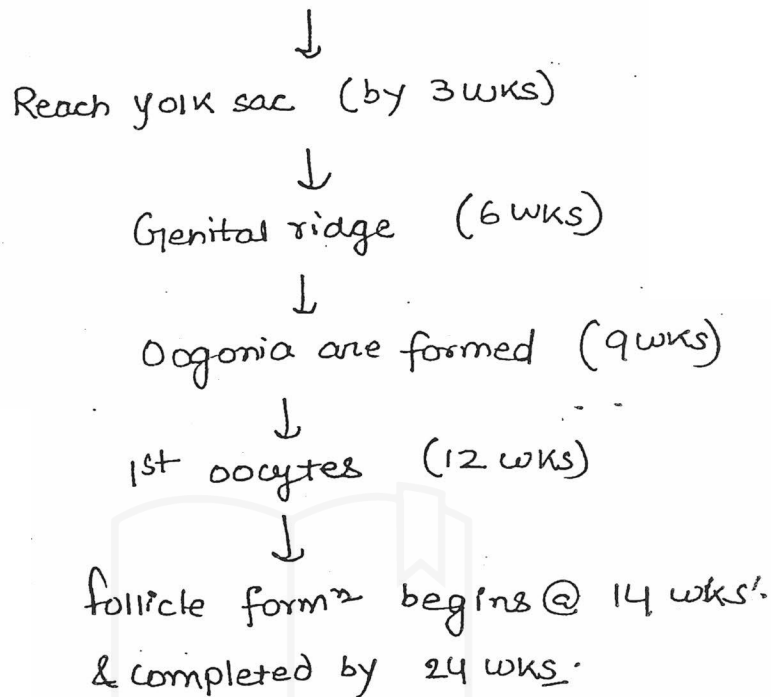 ↓
Reach yolk sac (by 3 wks)
↓
Genital ridge (6 wks)
↓
Oogonia are formed (9 wks)
↓
1st oocytes (12 wks)
↓
follicle formⁿ begins @ 14 wks.
& completed by 24 wks.